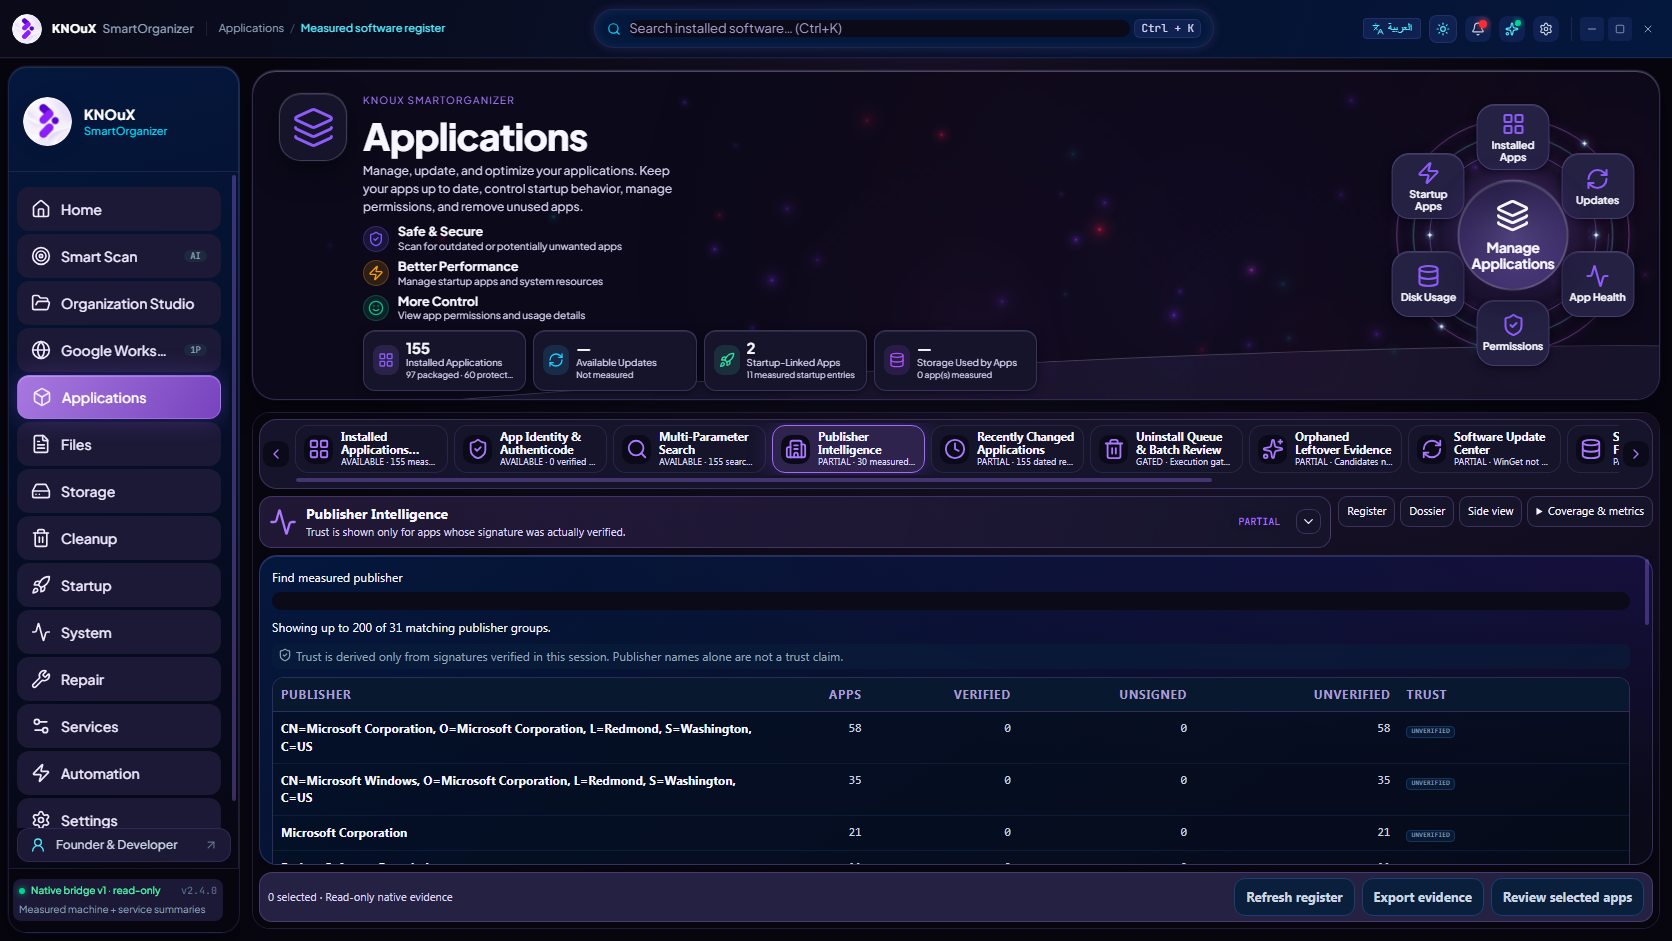 KNOuX SmartOrganizer
Applications / Measured software register
Search installed software... (Ctrl+K)
Ctrl + K
العربية
KNOuX
SmartOrganizer
Home
Smart Scan AI
Organization Studio
Google Works... 1P
Applications
Files
Storage
Cleanup
Startup
System
Repair
Services
Automation
Settings
Founder & Developer
Native bridge v1 · read-only v2.4.0
Measured machine + service summaries
KNOUX SMARTORGANIZER
Applications
Manage, update, and optimize your applications. Keep
your apps up to date, control startup behavior, manage
permissions, and remove unused apps.
Safe & Secure
Scan for outdated or potentially unwanted apps
Better Performance
Manage startup apps and system resources
More Control
View app permissions and usage details
155
Installed Applications
97 packaged · 60 protect...
—
Available Updates
Not measured
2
Startup-Linked Apps
11 measured startup entries
—
Storage Used by Apps
0 app(s) measured
Installed
Apps
Startup
Apps
Updates
Manage
Applications
Disk Usage
App Health
Permissions
Installed
Applications...
AVAILABLE · 155 meas...
App Identity &
Authenticode
AVAILABLE · 0 verified ...
Multi-Parameter
Search
AVAILABLE · 155 searc...
Publisher
Intelligence
PARTIAL · 30 measured...
Recently Changed
Applications
PARTIAL · 155 dated re...
Uninstall Queue
& Batch Review
GATED · Execution gat...
Orphaned
Leftover Evidence
PARTIAL · Candidates n...
Software Update
Center
PARTIAL · WinGet not ...
Publisher Intelligence
Trust is shown only for apps whose signature was actually verified.
PARTIAL
Register
Dossier
Side view
Coverage & metrics
Find measured publisher
Showing up to 200 of 31 matching publisher groups.
Trust is derived only from signatures verified in this session. Publisher names alone are not a trust claim.
PUBLISHER APPS VERIFIED UNSIGNED UNVERIFIED TRUST
CN=Microsoft Corporation, O=Microsoft Corporation, L=Redmond, S=Washington,
C=US
58 0 0 58 UNVERIFIED
CN=Microsoft Windows, O=Microsoft Corporation, L=Redmond, S=Washington,
C=US
35 0 0 35 UNVERIFIED
Microsoft Corporation 21 0 0 21 UNVERIFIED
0 selected · Read-only native evidence
Refresh register
Export evidence
Review selected apps